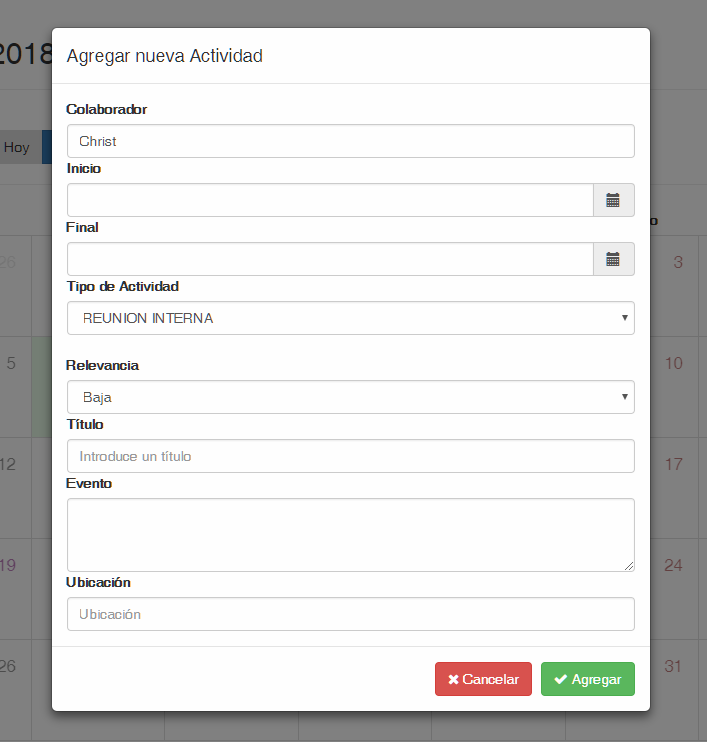 2018
Agregar nueva Actividad
Colaborador
Hoy
Christ
Inicio
Final
Tipo de Actividad
REUNION INTERNA
Relevancia
Baja
Título
Introduce un título
Evento
Ubicación
Ubicación
Cancelar
Agregar
26
3
5
10
12
17
19
24
26
31